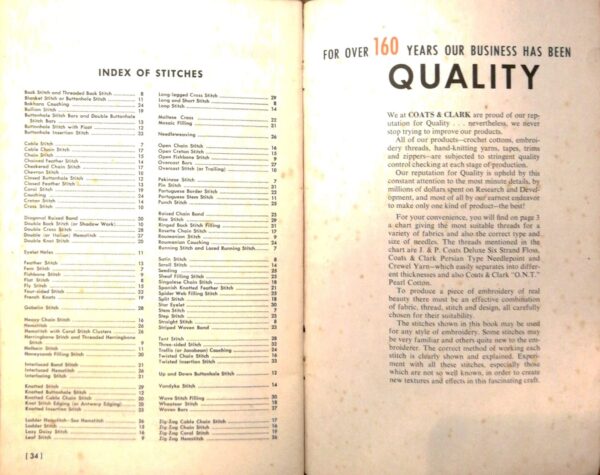 INDEX OF STITCHES
Back Stitch and Threaded Back Stitch 8
Blanket Stitch or Buttonhole Stitch 11
Bokhara Couching 24
Bullion Stitch 19
Buttonhole Stitch Bars and Double Buttonhole
Stitch Bars 13
Buttonhole Stitch with Picot 12
Buttonhole Insertion Stitch 23
Cable Stitch 7
Cable Chain Stitch 17
Chain Stitch 15
Chained Feather Stitch 14
Checkered Chain Stitch 16
Chevron Stitch 10
Closed Buttonhole Stitch 12
Closed Feather Stitch 13
Coral Stitch 19
Couching 24
Cretan Stitch 14
Cross Stitch 21
Diagonal Raised Band 30
Double Back Stitch (or Shadow Work) 10
Double Cross Stitch 28
Double (or Italian) Hemstitch 27
Double Knot Stitch 20
Eyelet Holes 11
Feather Stitch 13
Fern Stitch 7
Fishbone Stitch 9
Flat Stitch 8
Fly Stitch 15
Four-sided Stitch 22
French Knots 19
Gobelin Stitch 28
Heavy Chain Stitch 17
Hemstitch 26
Hemstitch with Coral Stitch Clusters 26
Herringbone Stitch and Threaded Herringbone
Stitch 9
Holbein Stitch 11
Honeycomb Filling Stitch 30
Interlaced Band Stitch 21
Interlaced Hemstitch 26
Interlacing Stitch 21
Knotted Stitch 29
Knotted Buttonhole Stitch 12
Knotted Cable Chain Stitch 20
Knot Stitch Edging (or Antwerp Edging) 23
Knotted Insertion Stitch 23
Ladder Hemstitch—See Hemstitch 26
Ladder Stitch 18
Lazy Daisy Stitch 16
Leaf Stitch 9
[ 34 ]
Long-legged Cross Stitch 29
Long and Short Stitch 8
Loop Stitch 14
Maltese Cross 22
Mosaic Filling 31
Needleweaving 26
Open Chain Stitch 16
Open Cretan Stitch 15
Open Fishbone Stitch 9
Overcast Bars 27
Overcast Stitch (or Trailing) 10
Pekinese Stitch 7
Pin Stitch 21
Portuguese Border Stitch 22
Portuguese Stem Stitch 11
Punch Stitch 25
Raised Chain Band 25
Rice Stitch 29
Ringed Back Stitch Filling 31
Rosette Chain Stitch 17
Roumanian Stitch 9
Roumanian Couching 24
Running Stitch and Laced Running Stitch 7
Satin Stitch 8
Scroll Stitch 14
Seeding 25
Sheaf Filling Stitch 25
Singalese Chain Stitch 18
Spanish Knotted Feather Stitch 21
Spider Web Filling Stitch 25
Split Stitch 18
Star Eyelet 30
Stem Stitch 7
Step Stitch 25
Straight Stitch 8
Striped Woven Band 23
Tent Stitch 28
Three-sided Stitch 22
Trellis (or Jacobean) Couching 24
Twisted Chain Stitch 16
Twisted Insertion Stitch 23
Up and Down Buttonhole Stitch 12
Vandyke Stitch 14
Wave Stitch Filling 30
Wheatear Stitch 18
Woven Bars 27
Zig-Zag Cable Chain Stitch 17
Zig-Zag Chain Stitch 16
Zig-Zag Coral Stitch 19
Zig-Zag Hemstitch 26
FOR OVER 160 YEARS OUR BUSINESS HAS BEEN
QUALITY
We at COATS & CLARK are proud of our rep-
utation for Quality . . . nevertheless, we never
stop trying to improve our products.
All of our products—crochet cottons, embroi-
dery threads, hand-knitting yarns, tapes, trims
and zippers—are subjected to stringent quality
control checking at each stage of production.
Our reputation for Quality is upheld by this
constant attention to the most minute details, by
millions of dollars spent on Research and Devel-
opment, and most of all by our earnest endeavor
to make only one kind of product—the best!
For your convenience, you will find on page 3
a chart giving the most suitable threads for a
variety of fabrics and also the correct type and
size of needles. The threads mentioned in the
chart are J. & P. Coats Deluxe Six Strand Floss,
Coats & Clark Persian Type Needlepoint and
Crewel Yarn—which easily separates into differ-
ent thicknesses and also Coats & Clark "O.N.T."
Pearl Cotton.
To produce a piece of embroidery of real
beauty there must be an effective combination
of fabric, thread, stitch and design, all carefully
chosen for their suitability.
The stitches shown in this book may be used
for any style of embroidery. Some stitches may
be very familiar and others quite new to the em-
broiderer. The correct method of working each
stitch is clearly shown and explained. Experi-
ment with all these stitches, especially those
which are not so well known, in order to create
new textures and effects in this fascinating craft.